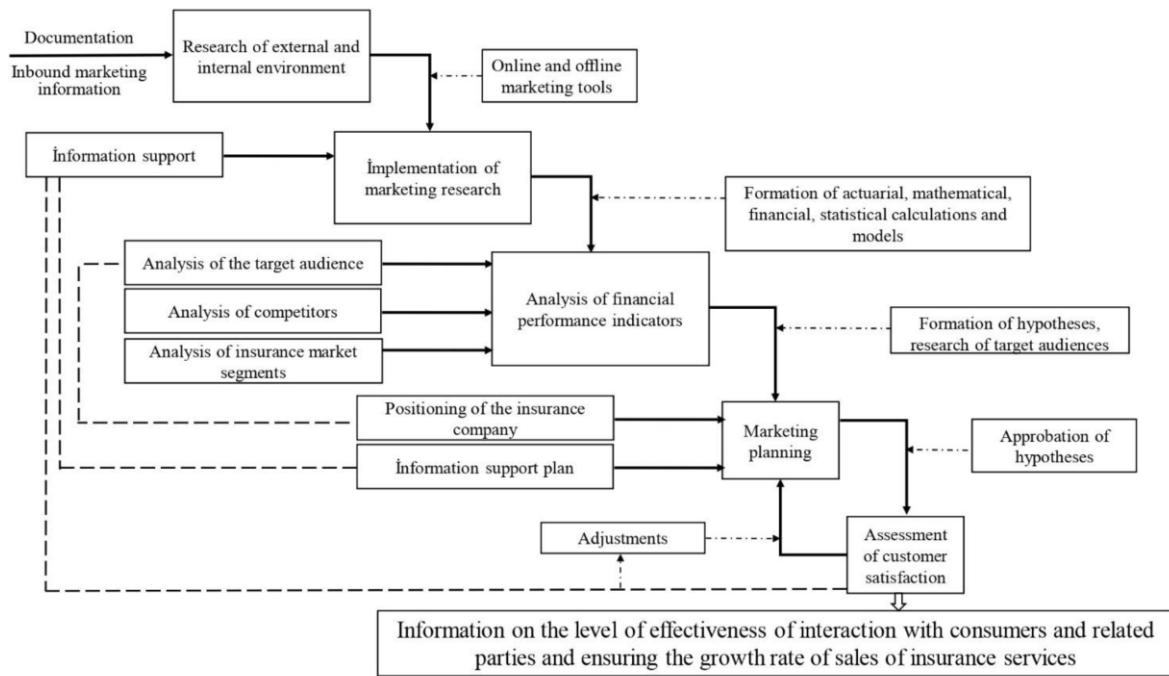 Documentation
Inbound marketing
information
Research of external and
internal environment
Online and offline
marketing tools
İnformation support
İmplementation of
marketing research
Formation of actuarial, mathematical,
financial, statistical calculations and
models
Analysis of the target audience
Analysis of competitors
Analysis of insurance market
segments
Analysis of financial
performance indicators
Formation of hypotheses,
research of target audiences
Positioning of the insurance
company
İnformation support plan
Marketing
planning
Approbation of
hypotheses
Adjustments
Assessment
of customer
satisfaction
Information on the level of effectiveness of interaction with consumers and related
parties and ensuring the growth rate of sales of insurance services